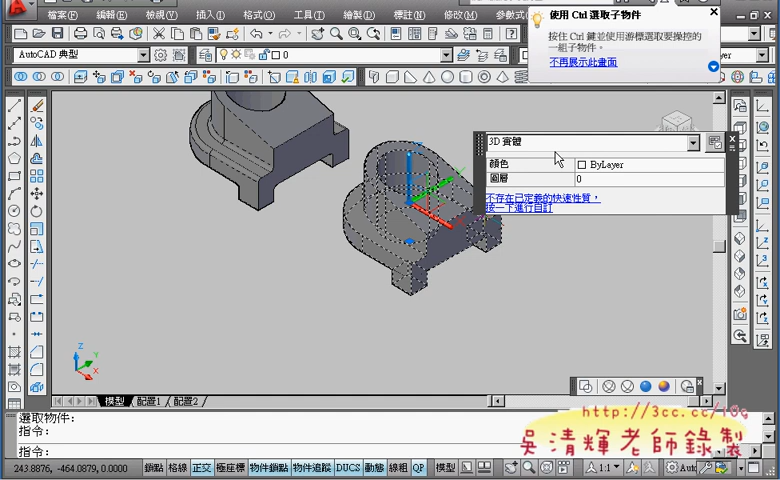 檔案(F) 編輯(E) 檢視(V) 插入(I) 格式(O) 工具(T) 繪製(D) 標註(N) 修改(M) 參數式
使用 Ctrl 選取子物件
按住 Ctrl 鍵並使用游標選取要操控的
一組子物件。
不再展示此畫面
AutoCAD 典型
0
yLayer
3D 實體
顏色
ByLayer
圖層
0
不存在已定義的快速性質，
按一下進行自訂
Z
Y
X
模型
配置1
配置2
選取物件:
指令:
指令:
http://3cc.cc/10q
吳清輝老師錄製
243.8876, -464.0879, 0.0000
鎖點
格線
正交
極座標
物件鎖點
物件追蹤
DUCS
動態
線粗
QP
模型
1:1
Aut